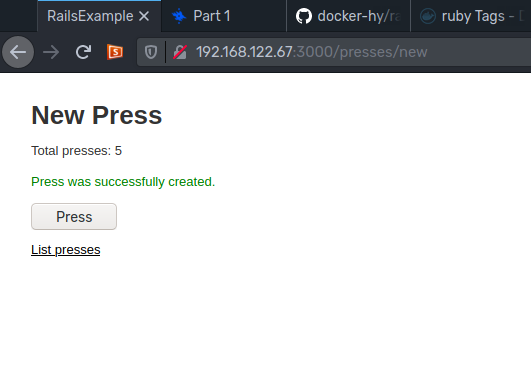 RailsExample
Part 1
docker-hy/ra
ruby Tags - D
192.168.122.67:3000/presses/new
New Press
Total presses: 5
Press was successfully created.
Press
List presses